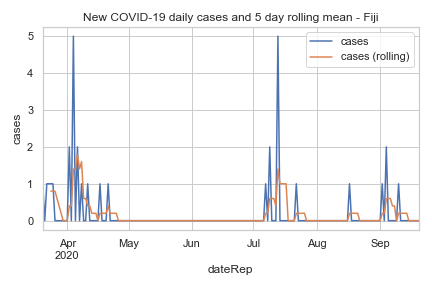 New COVID-19 daily cases and 5 day rolling mean - Fiji
cases
cases (rolling)
cases
5
4
3
2
1
0
Apr May Jun Jul Aug Sep
2020
dateRep